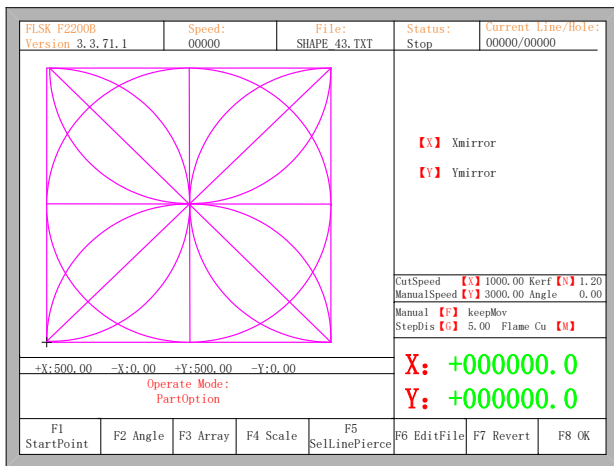 FLSK F2200B
Version 3.3.71.1
Speed:
00000
File:
SHAPE_43.TXT
Status:
Stop
Current Line/Hole:
00000/00000
【X】 Xmirror
【Y】 Ymirror
CutSpeed 【X】 1000.00 Kerf 【N】 1.20
ManualSpeed 【Y】 3000.00 Angle 0.00
Manual 【F】 keepMov
StepDis 【G】 5.00 Flame Cu 【M】
+X:500.00 -X:0.00 +Y:500.00 -Y:0.00
Operate Mode:
PartOption
X: +000000.0
Y: +000000.0
F1
StartPoint
F2 Angle
F3 Array
F4 Scale
F5
SelLinePierce
F6 EditFile
F7 Revert
F8 OK